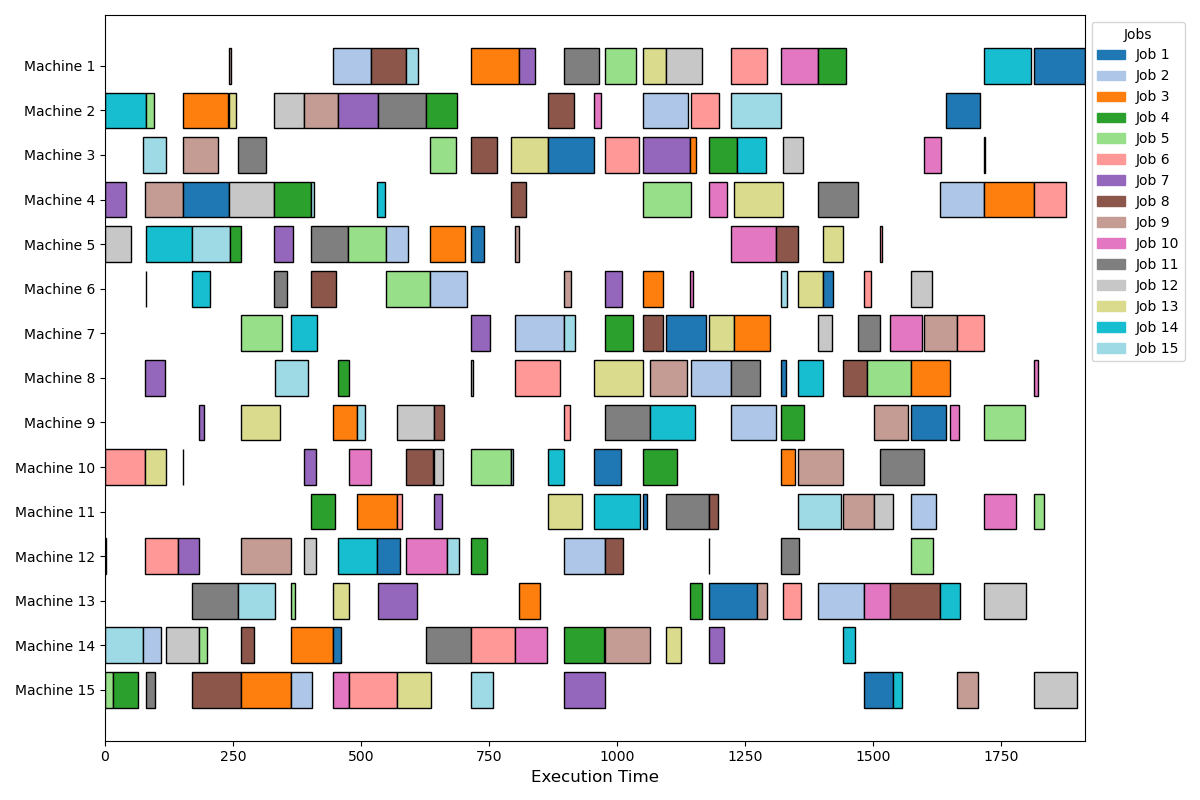 Machine 1
Machine 2
Machine 3
Machine 4
Machine 5
Machine 6
Machine 7
Machine 8
Machine 9
Machine 10
Machine 11
Machine 12
Machine 13
Machine 14
Machine 15
0 250 500 750 1000 1250 1500 1750
Execution Time
Jobs
Job 1
Job 2
Job 3
Job 4
Job 5
Job 6
Job 7
Job 8
Job 9
Job 10
Job 11
Job 12
Job 13
Job 14
Job 15